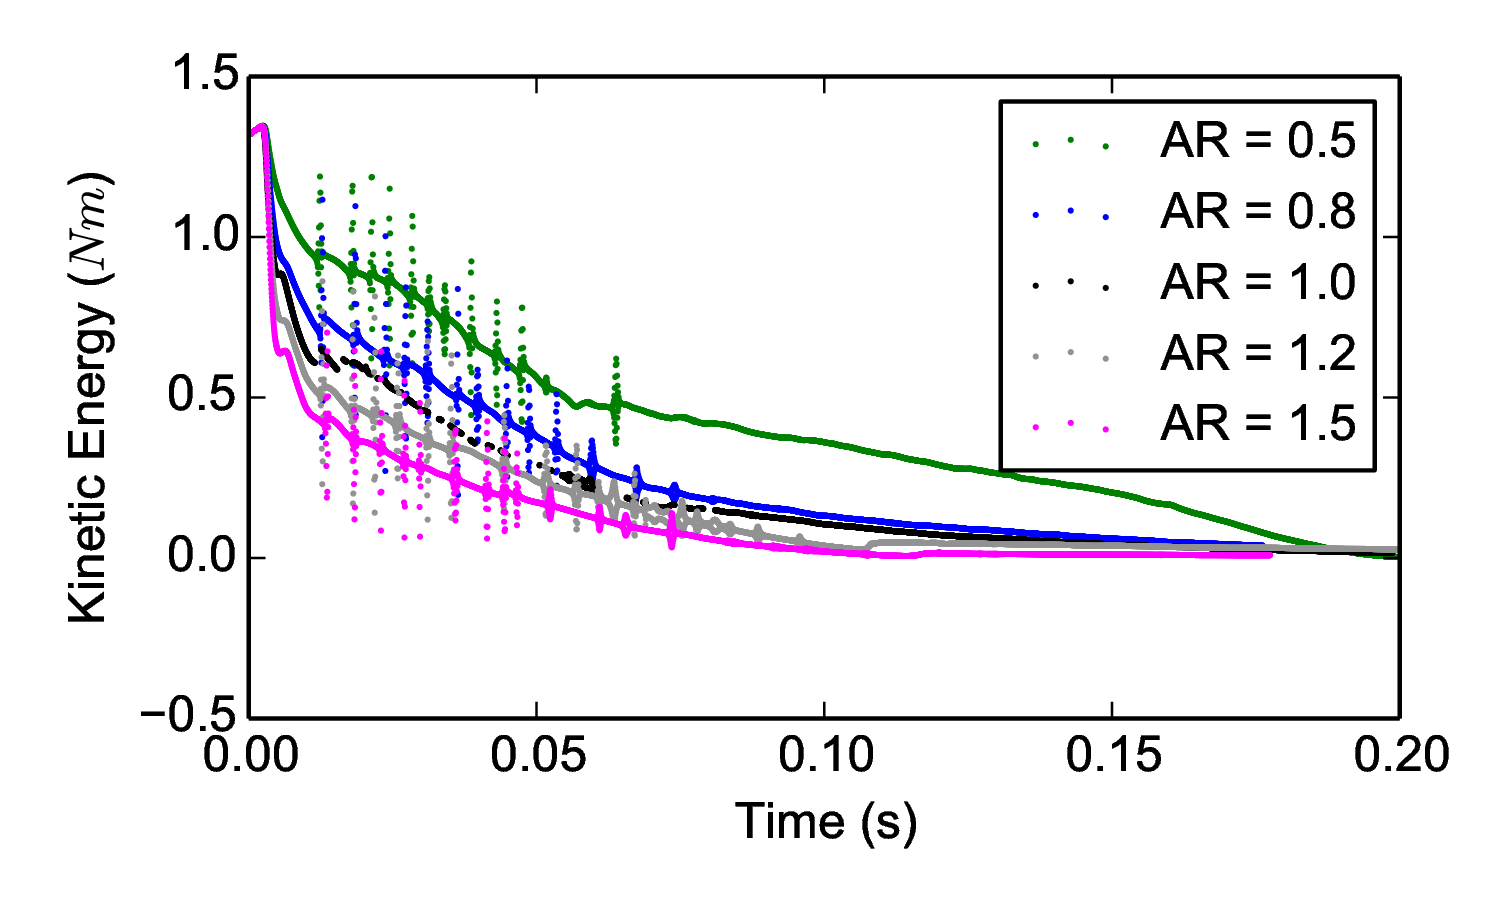 1.5
1.0
0.5
0.0
−0.5
Kinetic Energy (Nm)
AR = 0.5
AR = 0.8
AR = 1.0
AR = 1.2
AR = 1.5
0.00 0.05 0.10 0.15 0.20
Time (s)